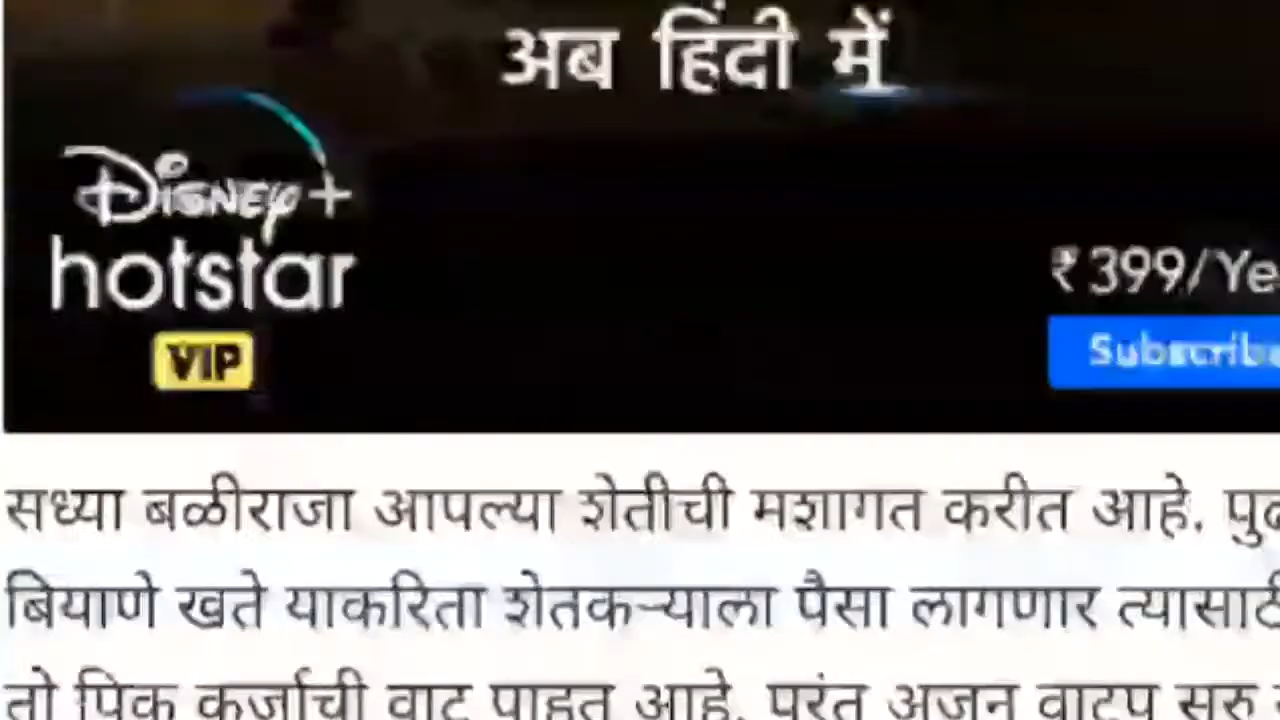 अब हिंदी में
Disney+
hotstar
VIP
₹399/Ye
Subscribe
सध्या बळीराजा आपल्या शेतीची मशागत करीत आहे.
बियाणे खते याकरिता शेतकऱ्याला पैसा लागणार त्यासाठी
तो पिक कर्जाची वाट पाहत आहे. परंतु अजून वाटप सुरु